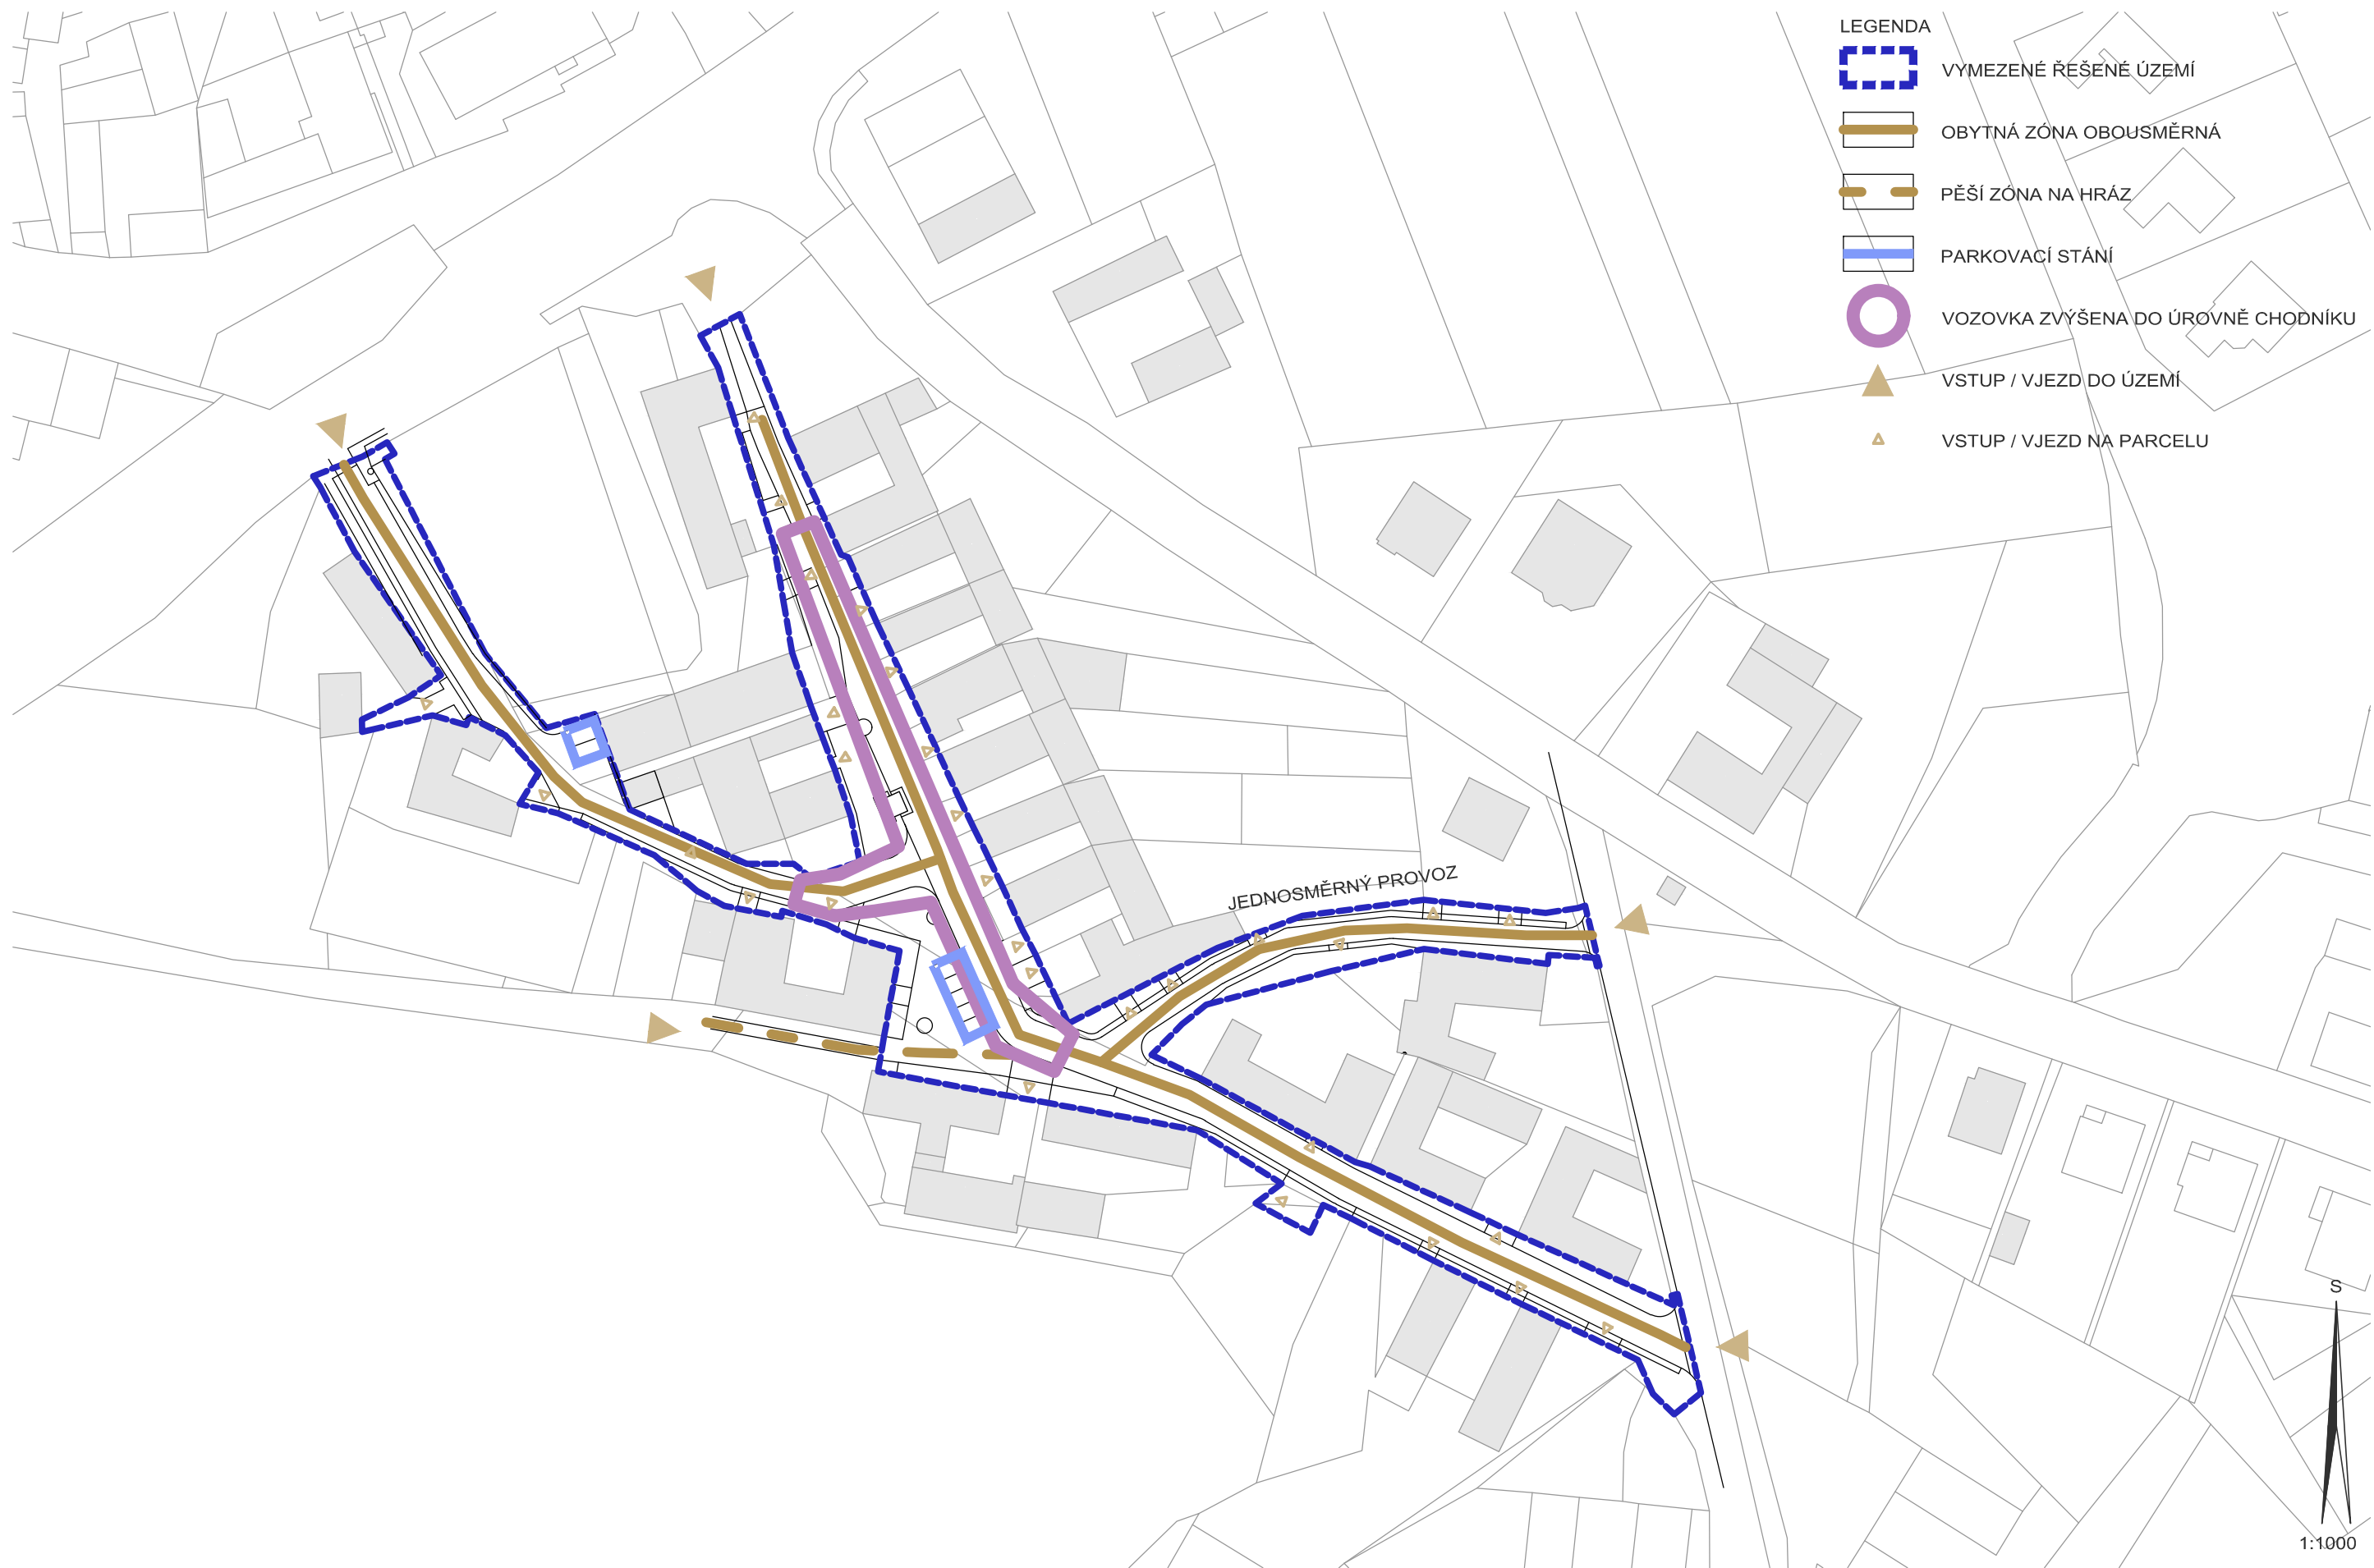 LEGENDA
VYMEZENÉ ŘEŠENÉ ÚZEMÍ
OBYTNÁ ZÓNA OBOUSMĚRNÁ
PĚŠÍ ZÓNA NA HRÁZ
PARKOVACÍ STÁNÍ
VOZOVKA ZVÝŠENA DO ÚROVNĚ CHODNÍKU
VSTUP / VJEZD DO ÚZEMÍ
VSTUP / VJEZD NA PARCELU
JEDNOSMĚRNÝ PROVOZ
S
1:1000